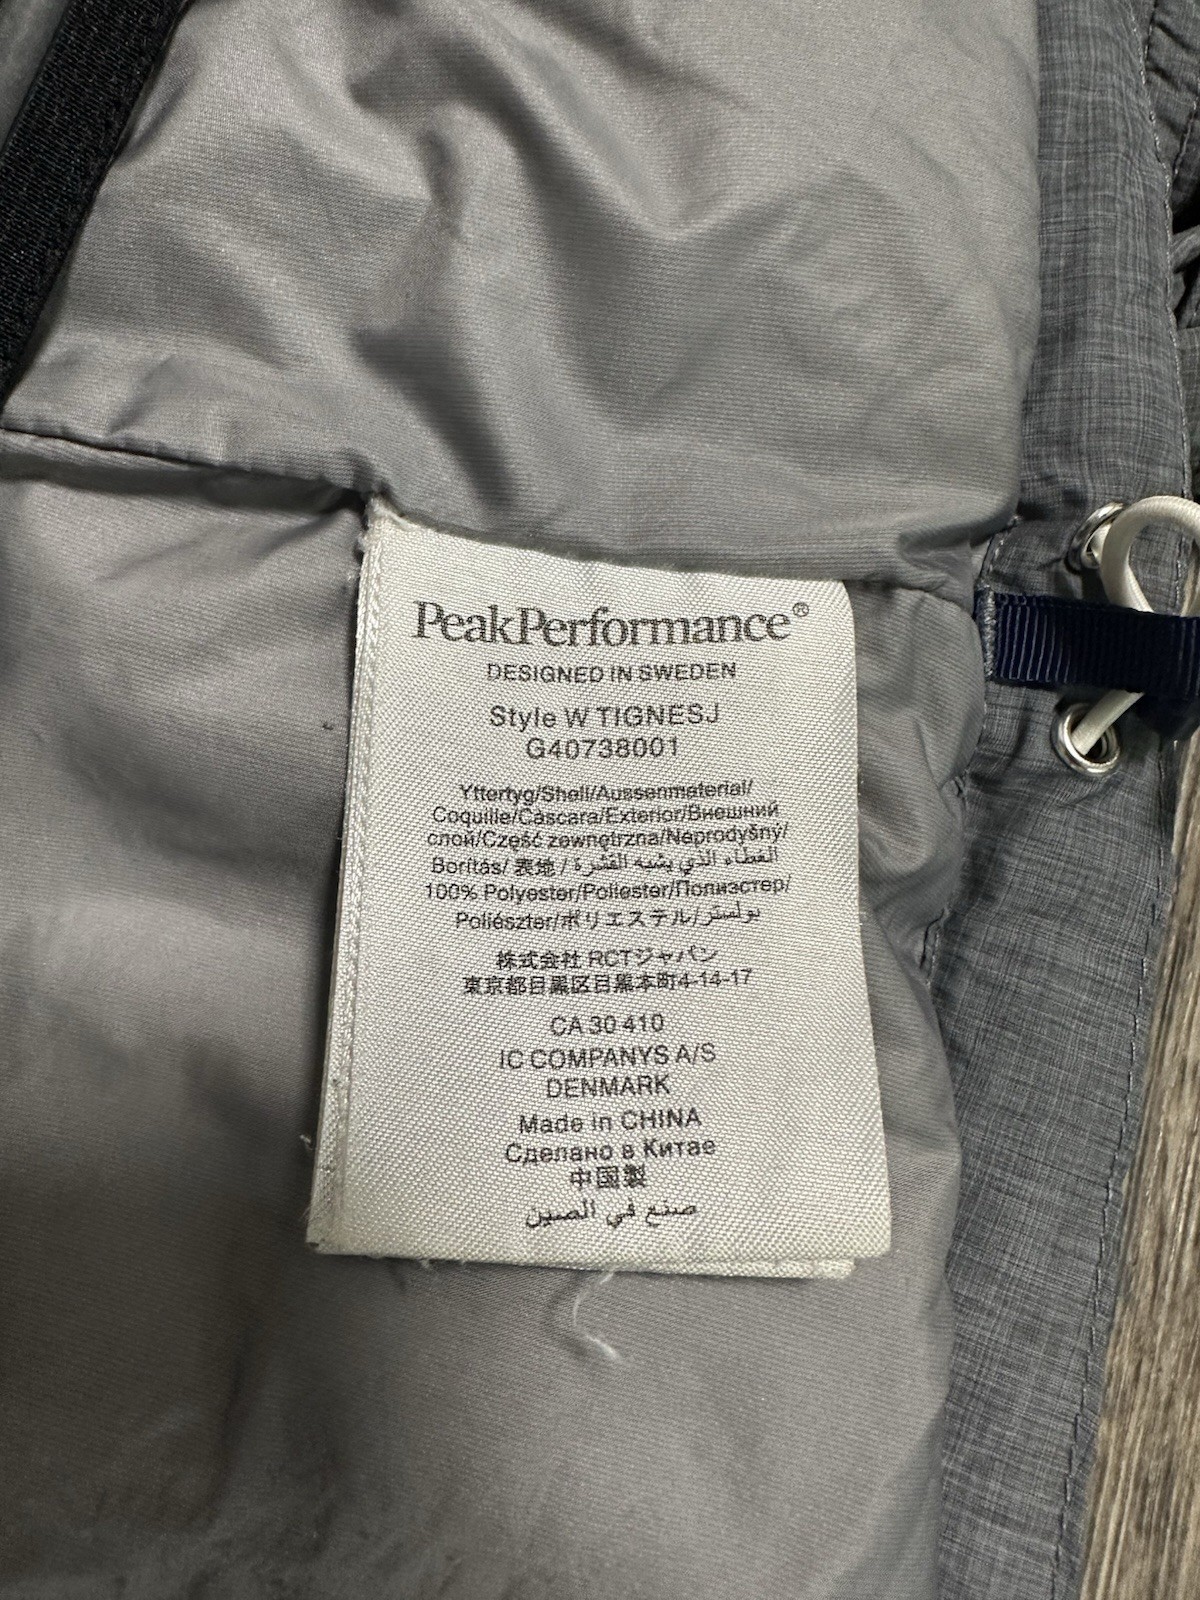 PeakPerformance®
DESIGNED IN SWEDEN
Style W TIGNESJ
G40738001
Yttertyg/Shell/Aussenmaterial/
Coquille/Cáscara/Exterior/Внешний
слой/Część zewnętrzna/Neprodyšný/
Borítás/ 表地 / الغطاء الذي يشبه القشرة
100% Polyester/Poliester/Полиэстер/
Poliészter/ポリエステル/بولستر
株式会社 RCTジャパン
東京都目黒区目黒本町4-14-17
CA 30 410
IC COMPANYS A/S
DENMARK
Made in CHINA
Сделано в Китае
中国製
صنع في الصين